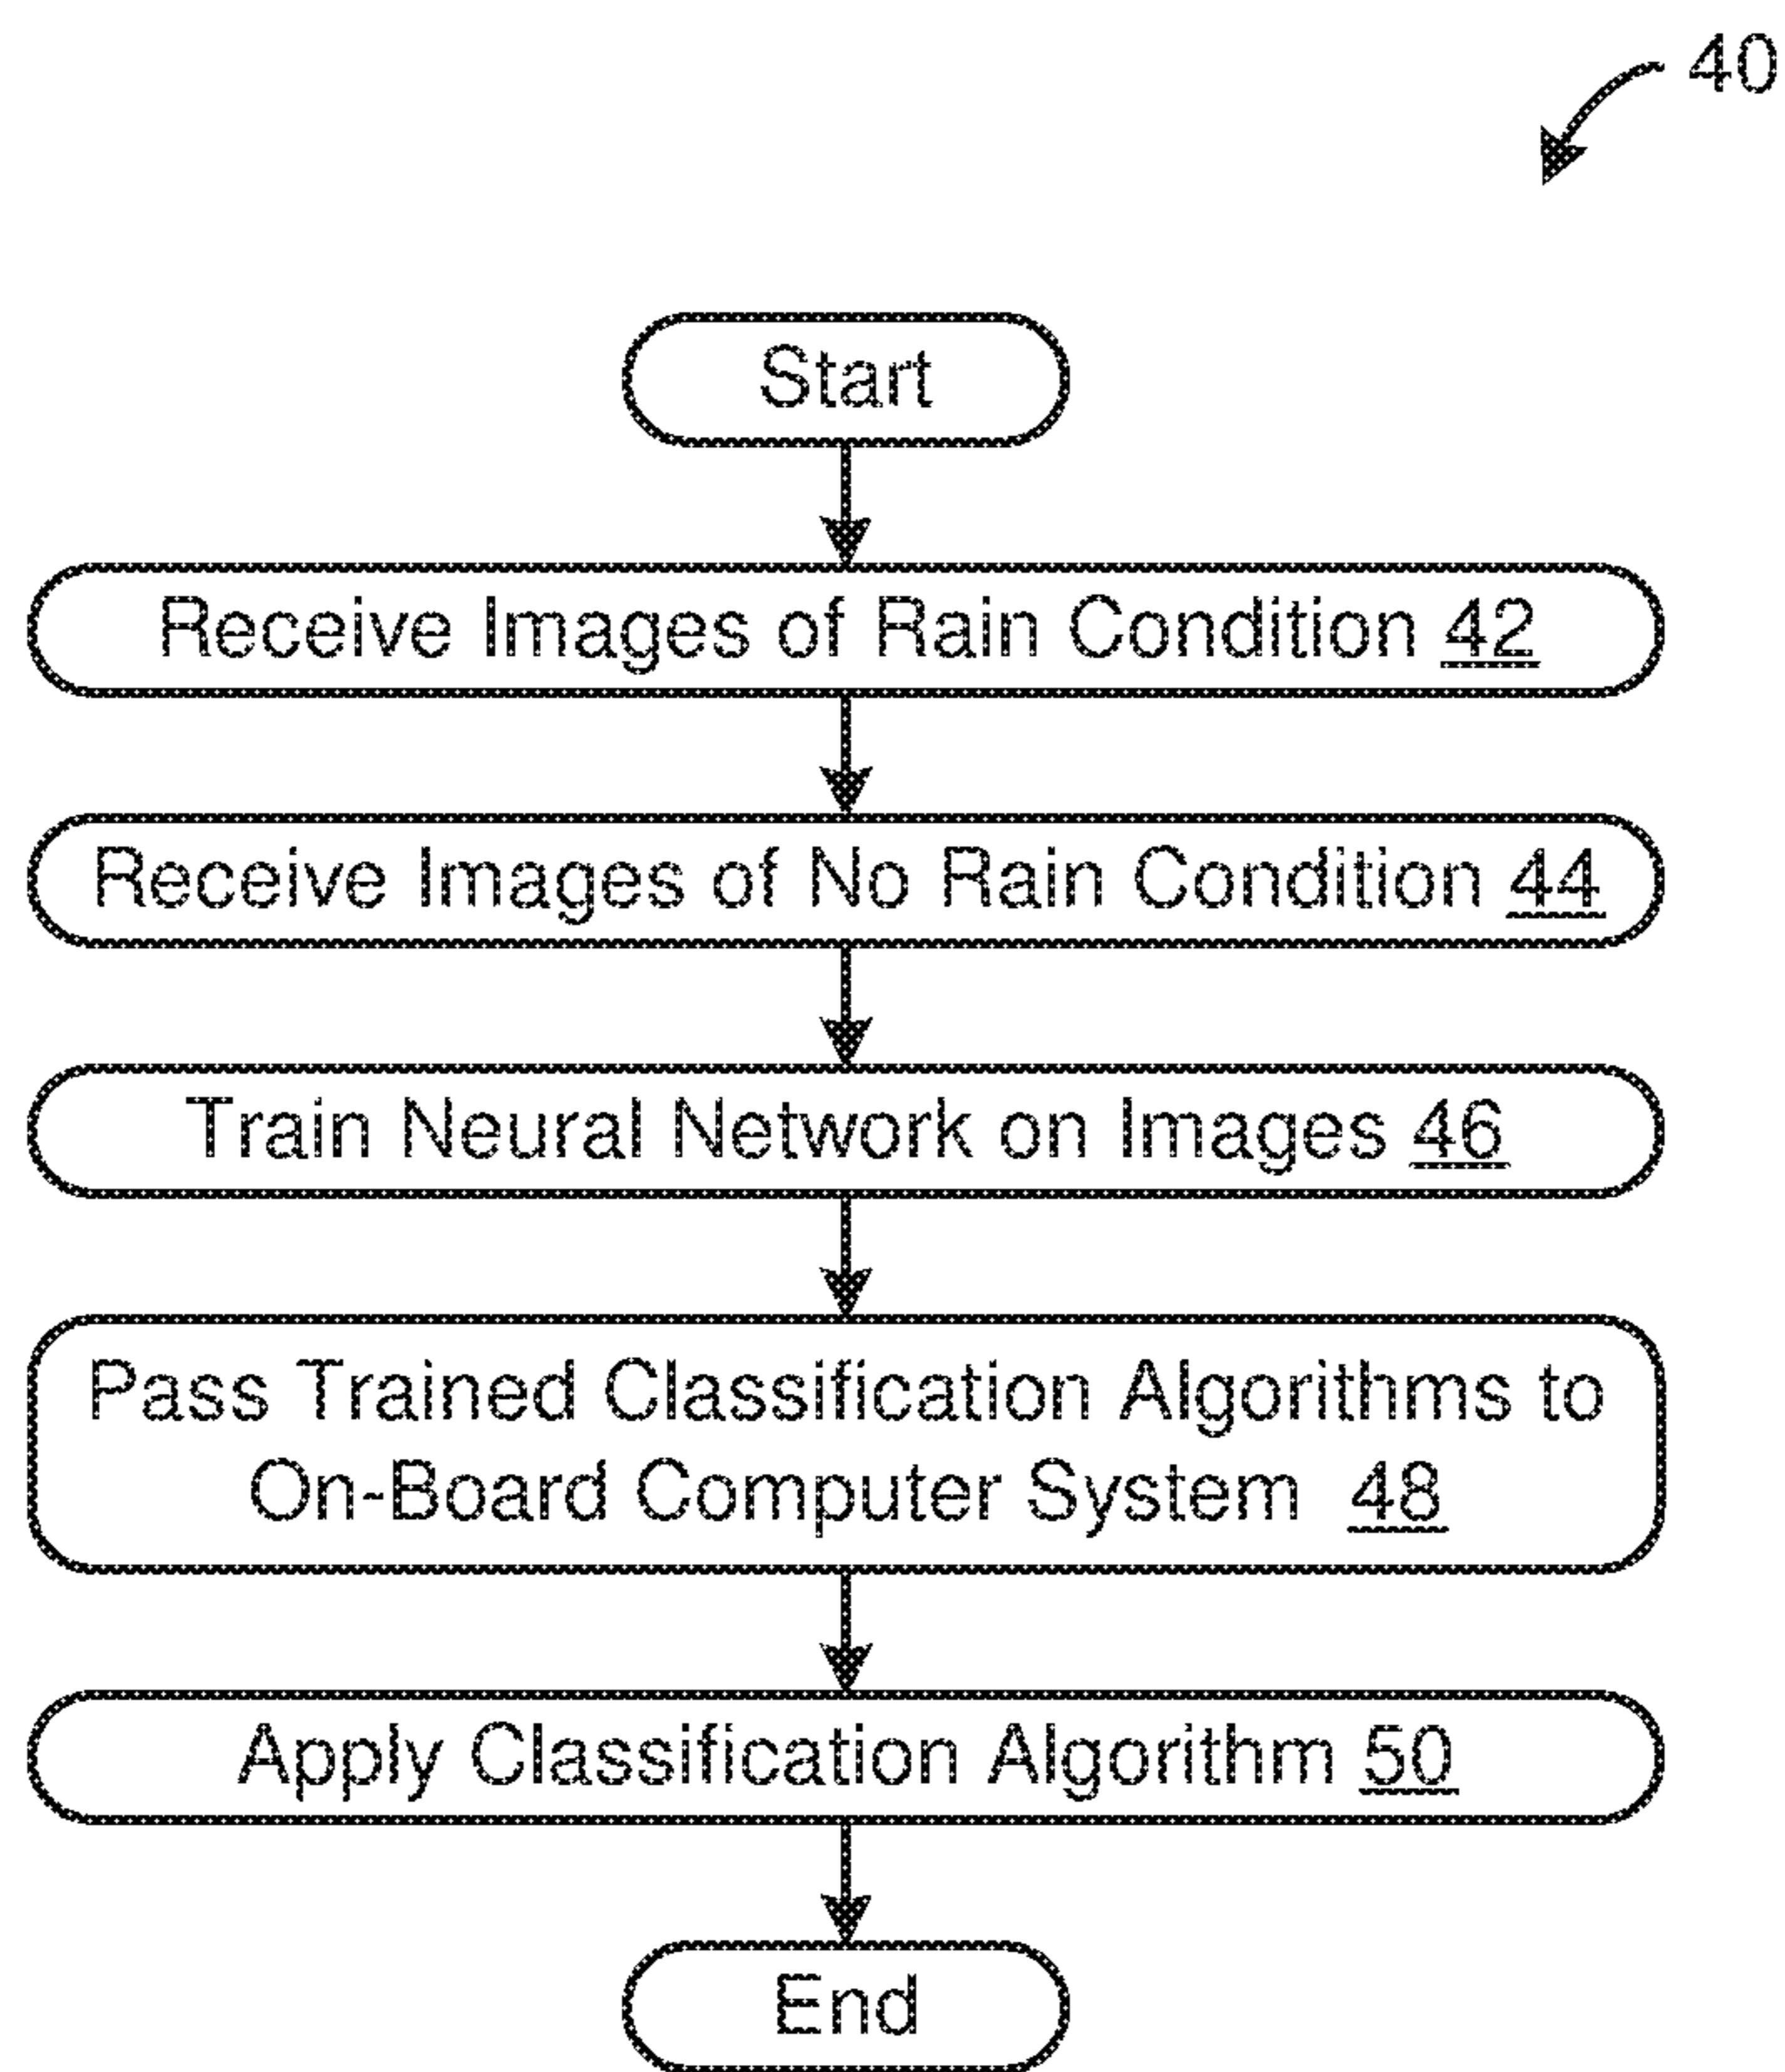 40
Start
Receive Images of Rain Condition 42
Receive Images of No Rain Condition 44
Train Neural Network on Images 46
Pass Trained Classification Algorithms to
On-Board Computer System 48
Apply Classification Algorithm 50
End